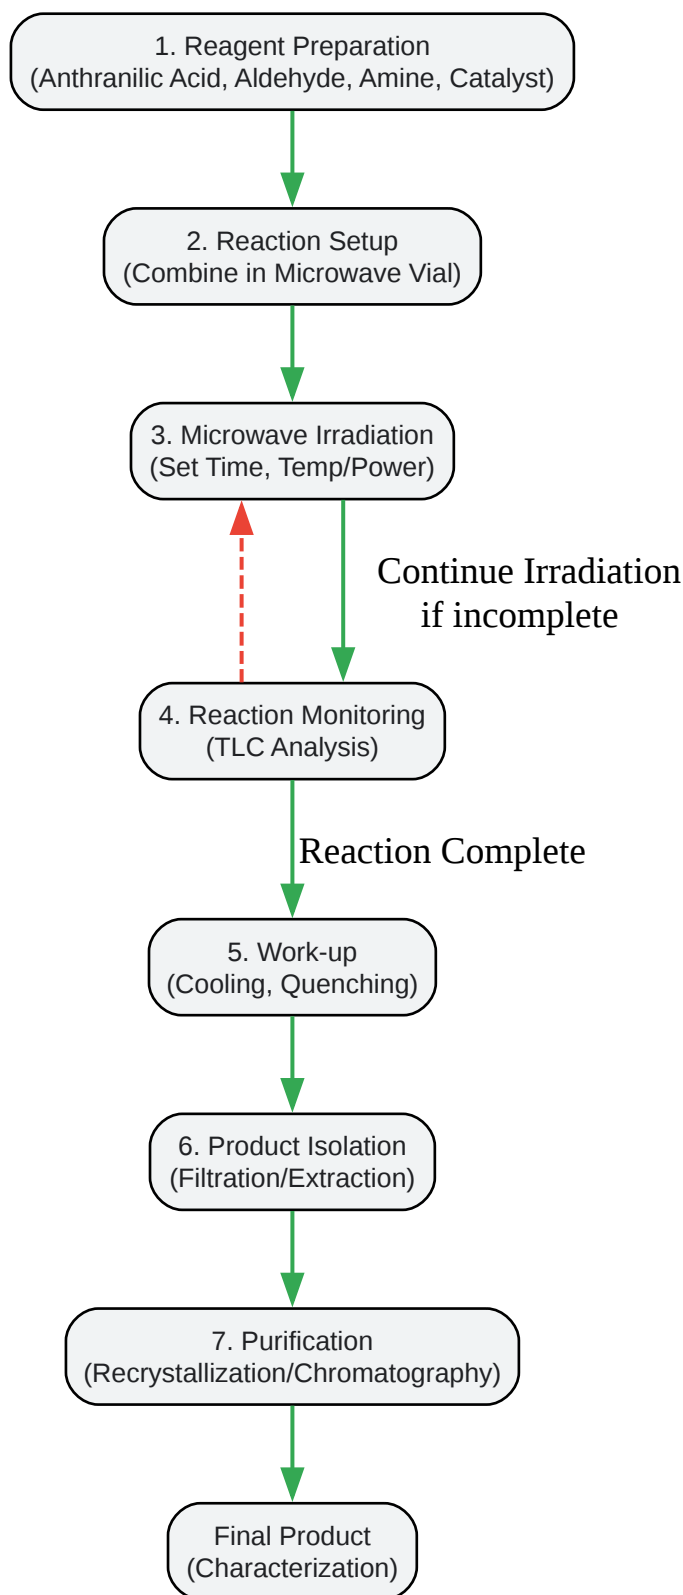 1. Reagent Preparation
(Anthranilic Acid, Aldehyde, Amine, Catalyst)
2. Reaction Setup
(Combine in Microwave Vial)
3. Microwave Irradiation
(Set Time, Temp/Power)
Continue Irradiation
if incomplete
4. Reaction Monitoring
(TLC Analysis)
Reaction Complete
5. Work-up
(Cooling, Quenching)
6. Product Isolation
(Filtration/Extraction)
7. Purification
(Recrystallization/Chromatography)
Final Product
(Characterization)